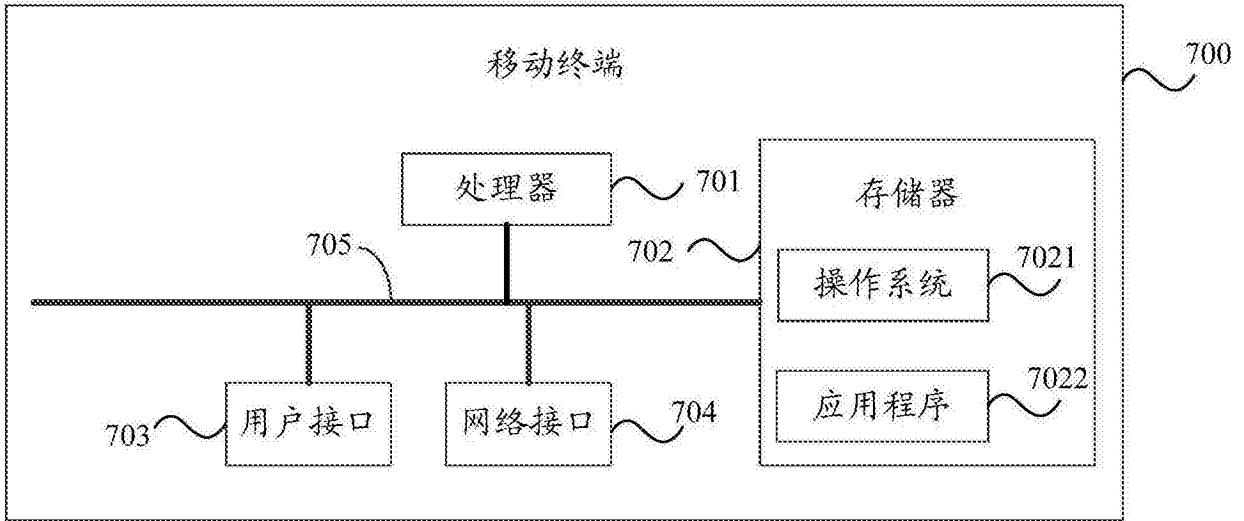 移动终端
700
处理器
701
存储器
705
702
操作系统
7021
用户接口
703
网络接口
704
应用程序
7022